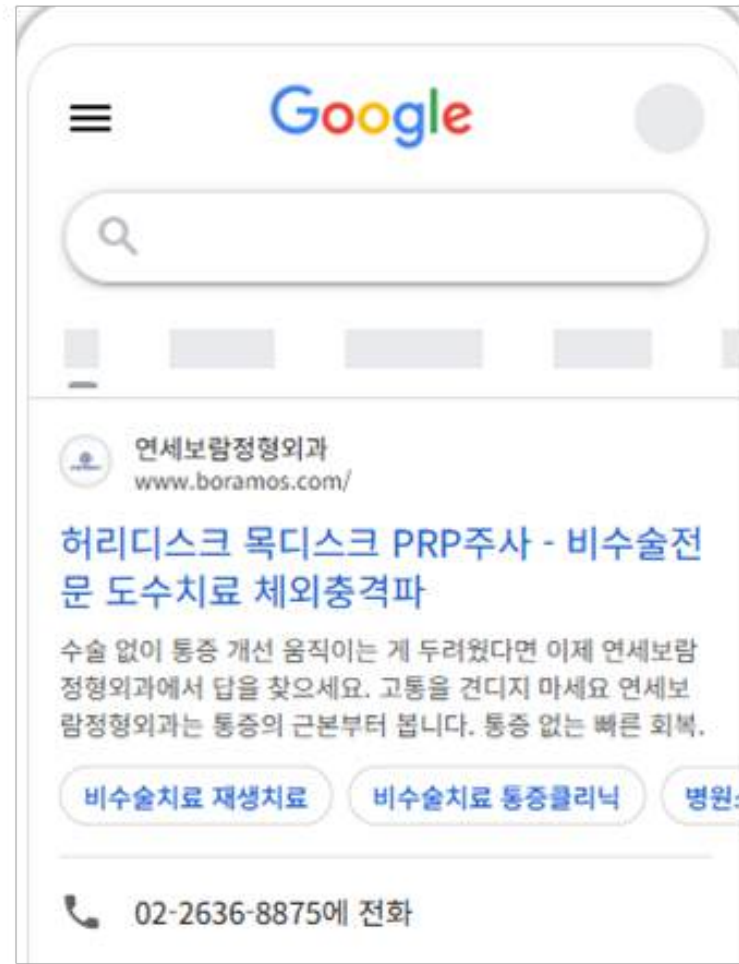 Google
연세보람정형외과
www.boramos.com/
허리디스크 목디스크 PRP주사 - 비수술전
문 도수치료 체외충격파
수술 없이 통증 개선 움직이는 게 두려웠다면 이제 연세보람
정형외과에서 답을 찾으세요. 고통을 견디지 마세요 연세보
람정형외과는 통증의 근본부터 봅니다. 통증 없는 빠른 회복.
비수술치료 재생치료 비수술치료 통증클리닉 병원
02-2636-8875에 전화